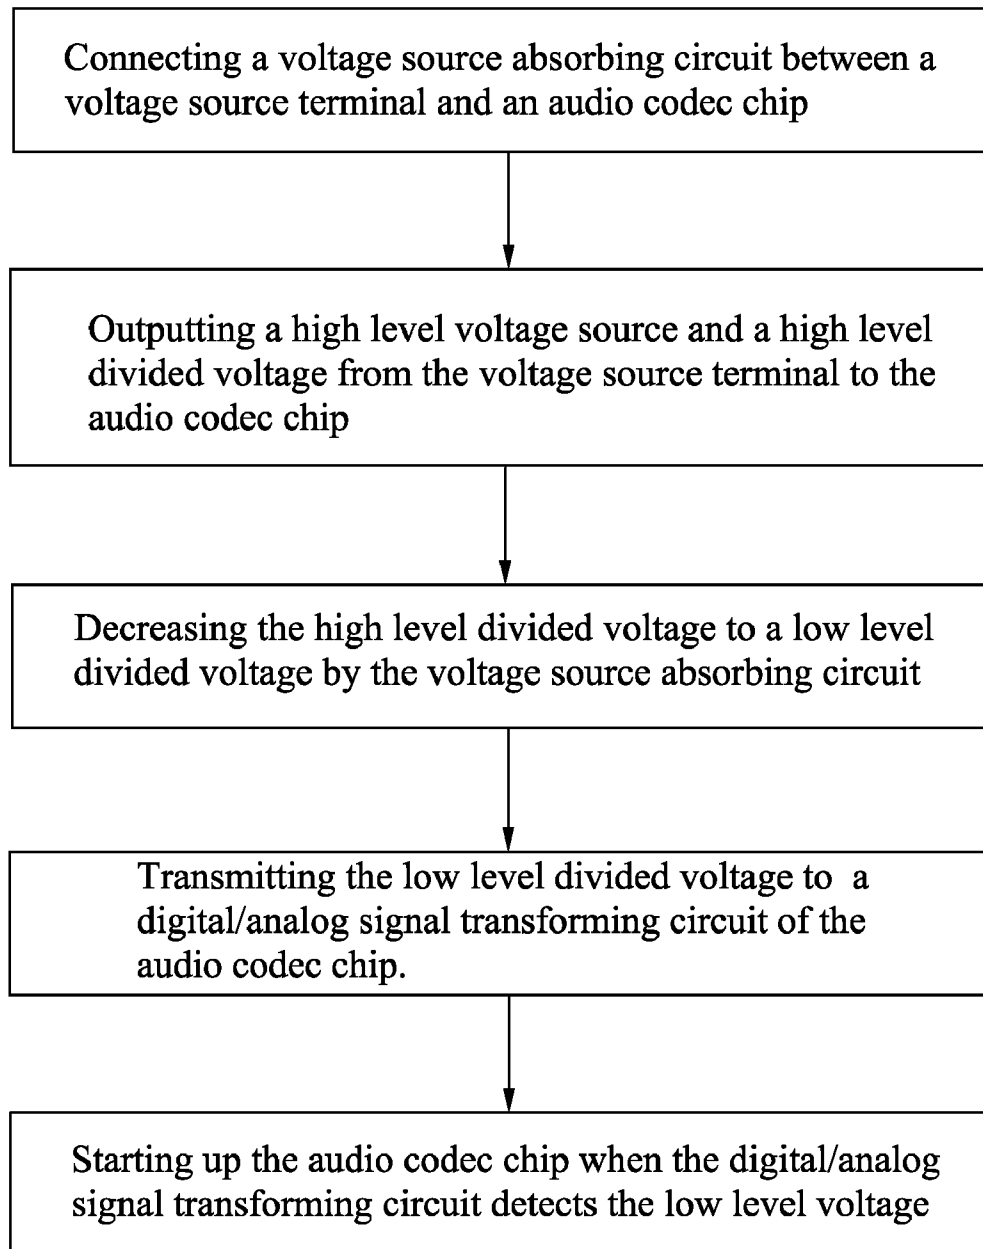 Connecting a voltage source absorbing circuit between a
voltage source terminal and an audio codec chip
Outputting a high level voltage source and a high level
divided voltage from the voltage source terminal to the
audio codec chip
Decreasing the high level divided voltage to a low level
divided voltage by the voltage source absorbing circuit
Transmitting the low level divided voltage to a
digital/analog signal transforming circuit of the
audio codec chip.
Starting up the audio codec chip when the digital/analog
signal transforming circuit detects the low level voltage